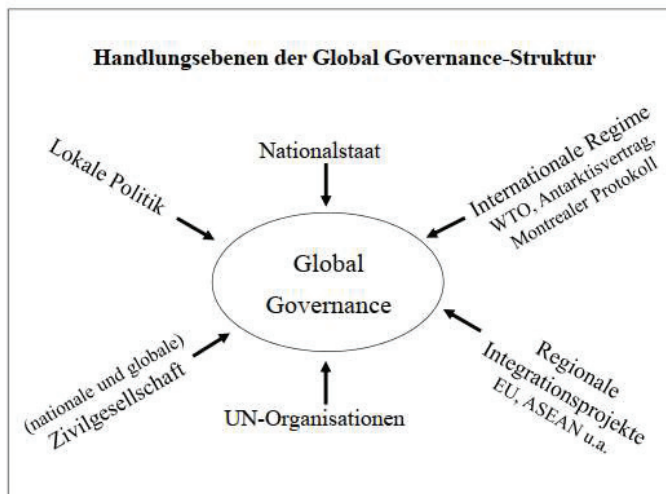 Handlungsebenen der Global Governance-Struktur
Lokale Politik
Nationalstaat
Internationale Regime
WTO, Antarktisvertrag,
Montrealer Protokoll
Global
Governance
(nationale und globale)
Zivilgesellschaft
UN-Organisationen
Regionale
Integrationsprojekte
EU, ASEAN u.a.